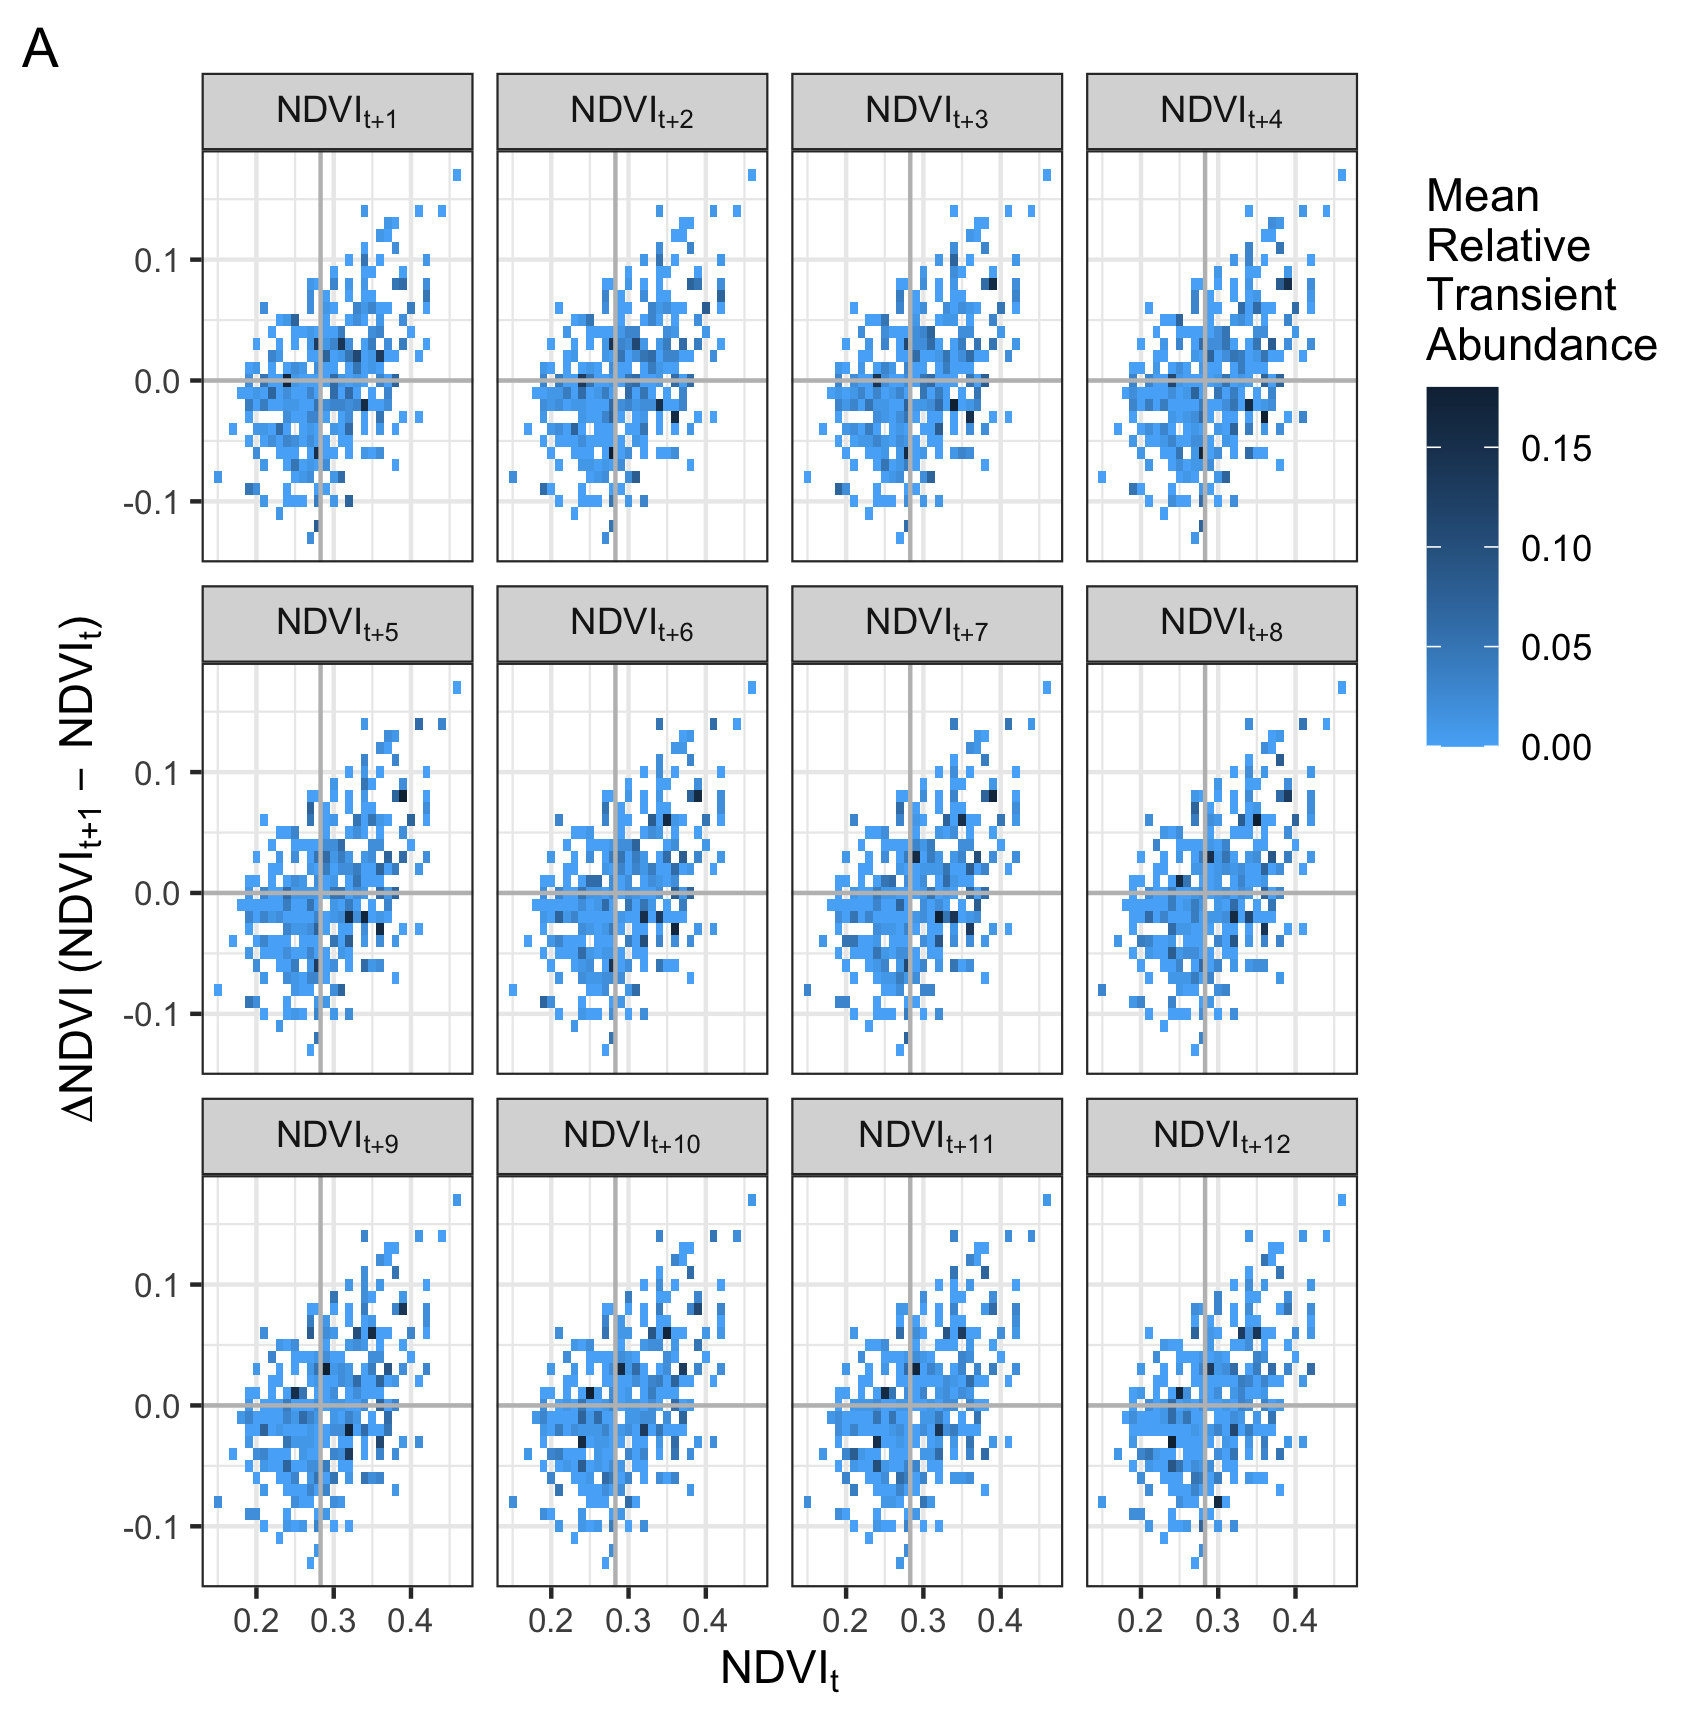 A
NDVIt+1 NDVIt+2 NDVIt+3 NDVIt+4
0.1
0.0
-0.1
NDVIt+5 NDVIt+6 NDVIt+7 NDVIt+8
0.1
0.0
-0.1
NDVIt+9 NDVIt+10 NDVIt+11 NDVIt+12
0.1
0.0
-0.1
0.2 0.3 0.4 0.2 0.3 0.4 0.2 0.3 0.4 0.2 0.3 0.4
NDVIt
ΔNDVI (NDVIt+1 − NDVIt)
Mean
Relative
Transient
Abundance
0.15
0.10
0.05
0.00